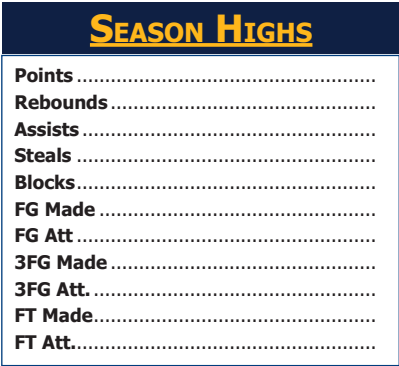 SEASON HIGHS
Points ........................................................
Rebounds ..................................................
Assists .......................................................
Steals ........................................................
Blocks ........................................................
FG Made ....................................................
FG Att ........................................................
3FG Made ..................................................
3FG Att. .....................................................
FT Made .....................................................
FT Att. ........................................................